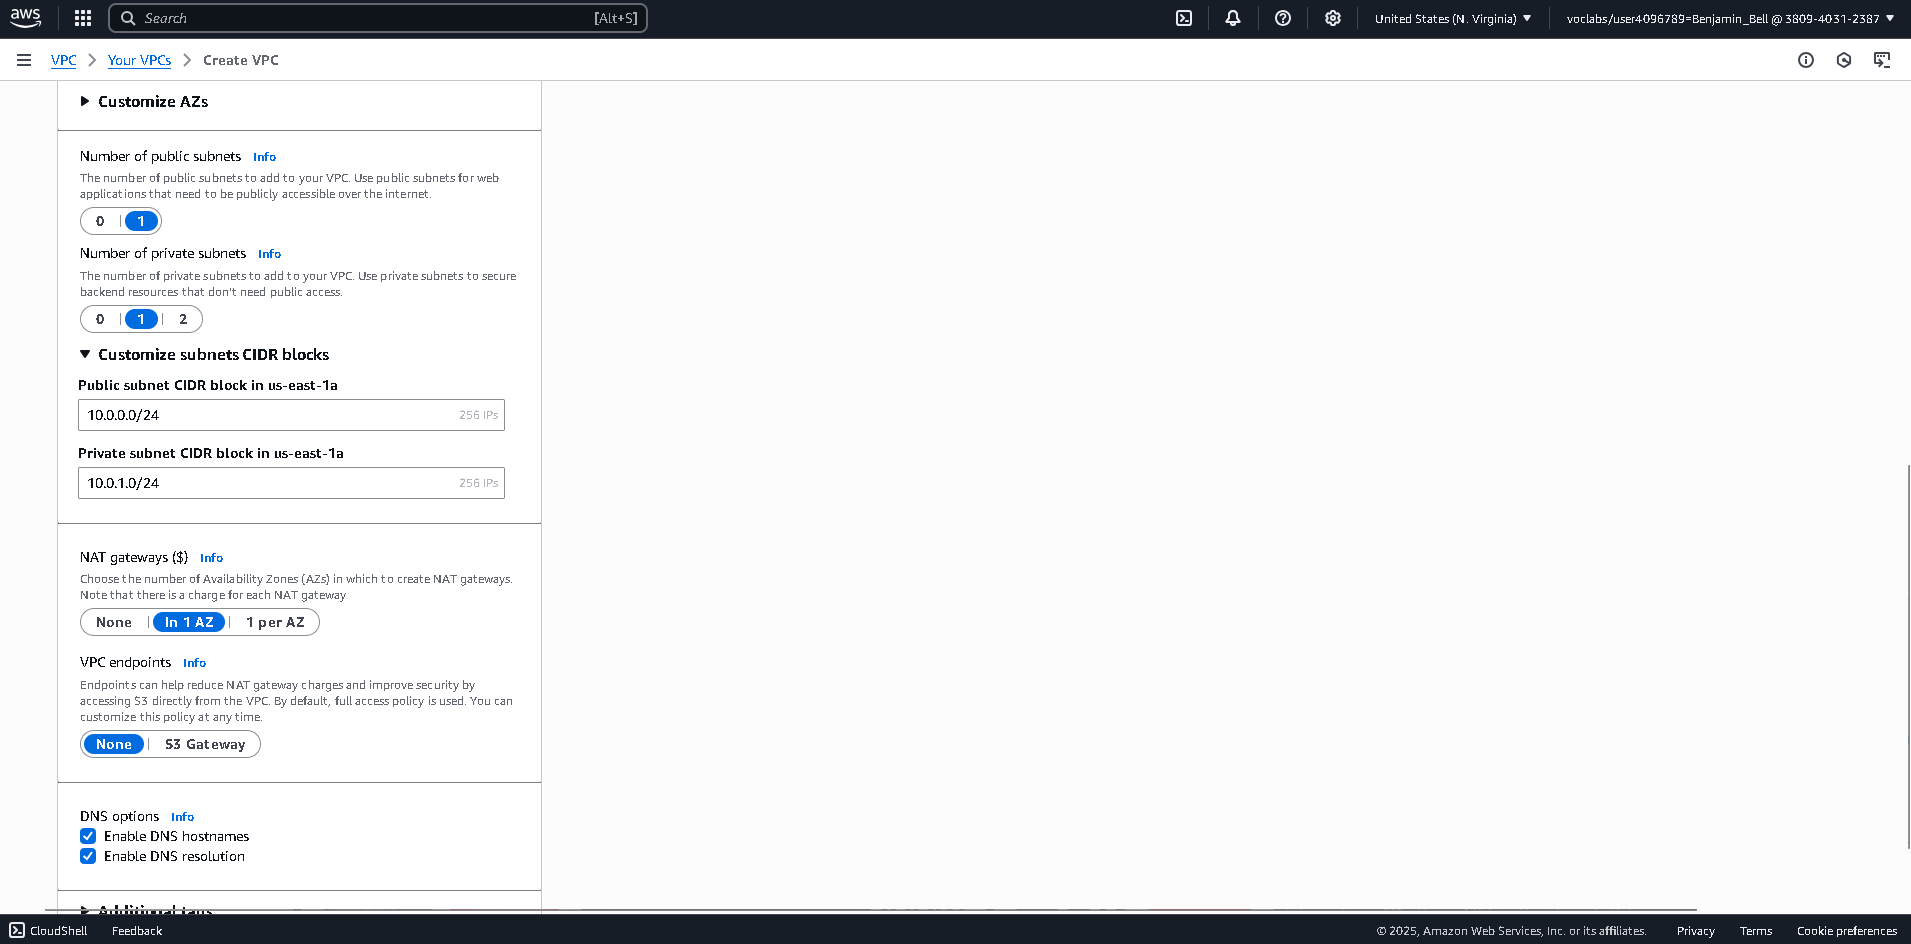 aws
Search
[Alt+S]
United States (N. Virginia)
voclabs/user4096789=Benjamin_Bell @ 3809-4031-2387
VPC
Your VPCs
Create VPC
Customize AZs
Number of public subnets Info
The number of public subnets to add to your VPC. Use public subnets for web
applications that need to be publicly accessible over the internet.
0 1
Number of private subnets Info
The number of private subnets to add to your VPC. Use private subnets to secure
backend resources that don't need public access.
0 1 2
Customize subnets CIDR blocks
Public subnet CIDR block in us-east-1a
10.0.0.0/24 256 IPs
Private subnet CIDR block in us-east-1a
10.0.1.0/24 256 IPs
NAT gateways ($) Info
Choose the number of Availability Zones (AZs) in which to create NAT gateways.
Note that there is a charge for each NAT gateway
None In 1 AZ 1 per AZ
VPC endpoints Info
Endpoints can help reduce NAT gateway charges and improve security by
accessing S3 directly from the VPC. By default, full access policy is used. You can
customize this policy at any time.
None S3 Gateway
DNS options Info
Enable DNS hostnames
Enable DNS resolution
Additional tags
CloudShell Feedback
© 2025, Amazon Web Services, Inc. or its affiliates. Privacy Terms Cookie preferences